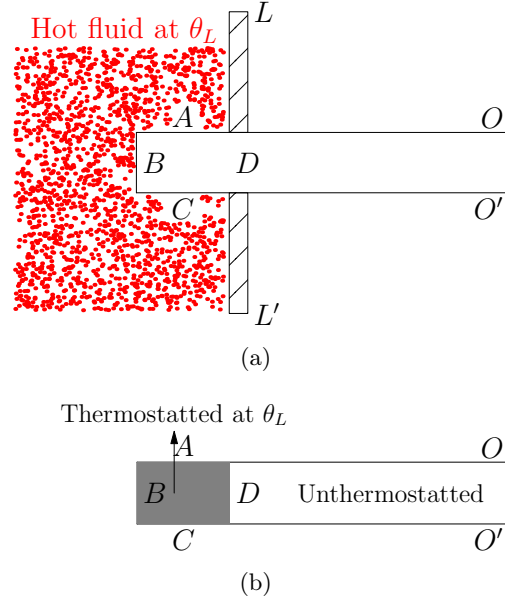 Hot fluid at θ_L
L
A
O
B
D
C
O′
L′
(a)
Thermostatted at θ_L
A
O
B
D
Unthermostatted
C
O′
(b)